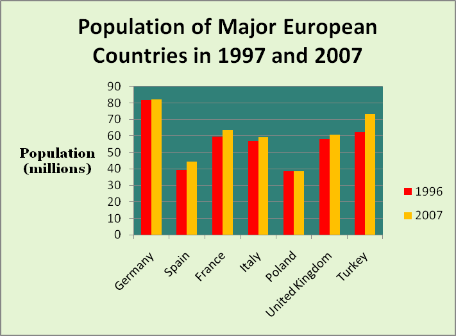 Population of Major European
Countries in 1997 and 2007
90
80
70
60
50
40
30
20
10
0
Population
(millions)
Germany
Spain
France
Italy
Poland
United Kingdom
Turkey
1996
2007